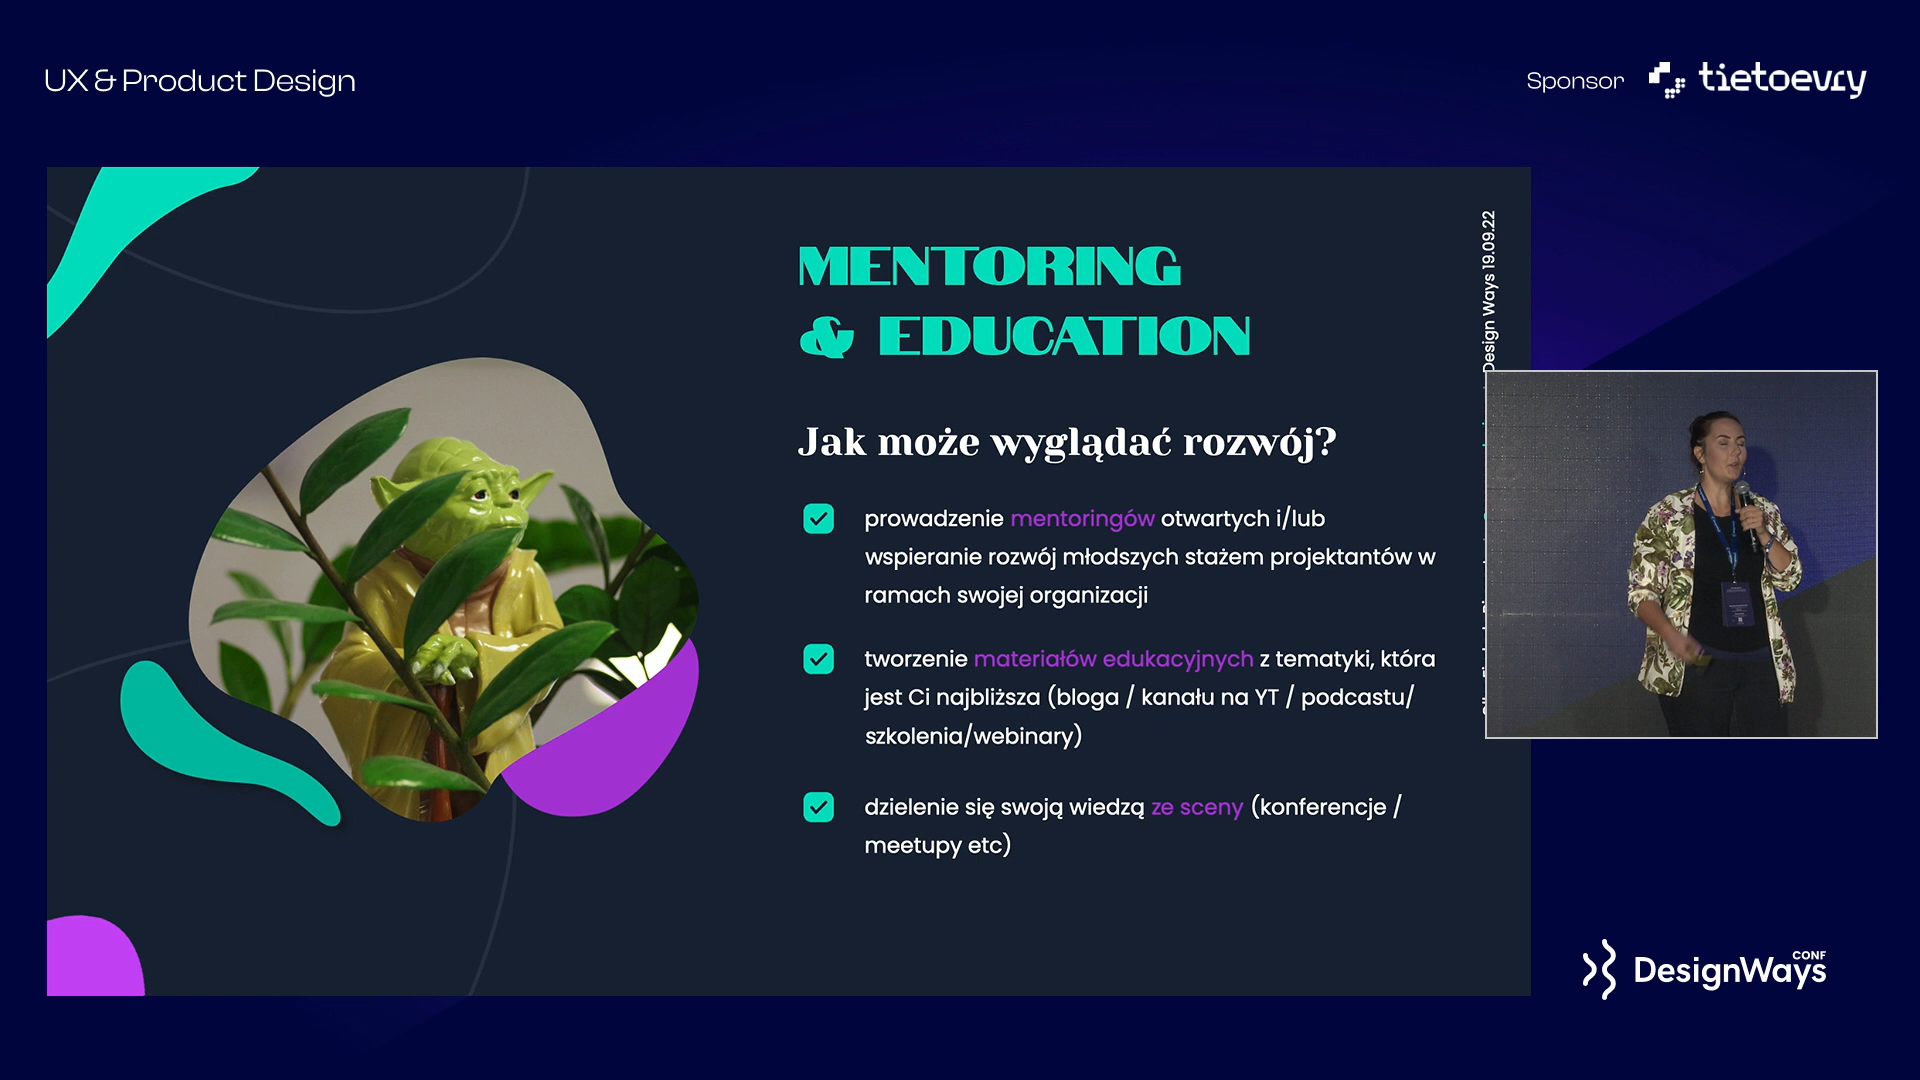 UX & Product Design
Sponsor tietoevry
MENTORING
& EDUCATION
Jak może wyglądać rozwój?
prowadzenie mentoringów otwartych i/lub
wspieranie rozwój młodszych stażem projektantów w
ramach swojej organizacji
tworzenie materiałów edukacyjnych z tematyki, która
jest Ci najbliższa (bloga / kanału na YT / podcastu/
szkolenia/webinary)
dzielenie się swoją wiedzą ze sceny (konferencje /
meetupy etc)
Design Ways 19.09.22
DesignWays CONF